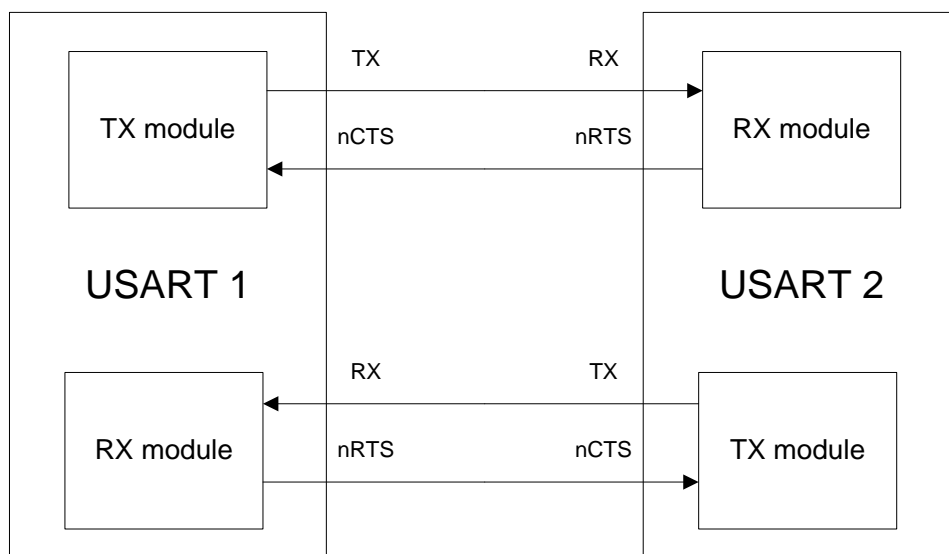 TX RX
TX module RX module
nCTS nRTS
USART 1 USART 2
RX TX
RX module TX module
nRTS nCTS